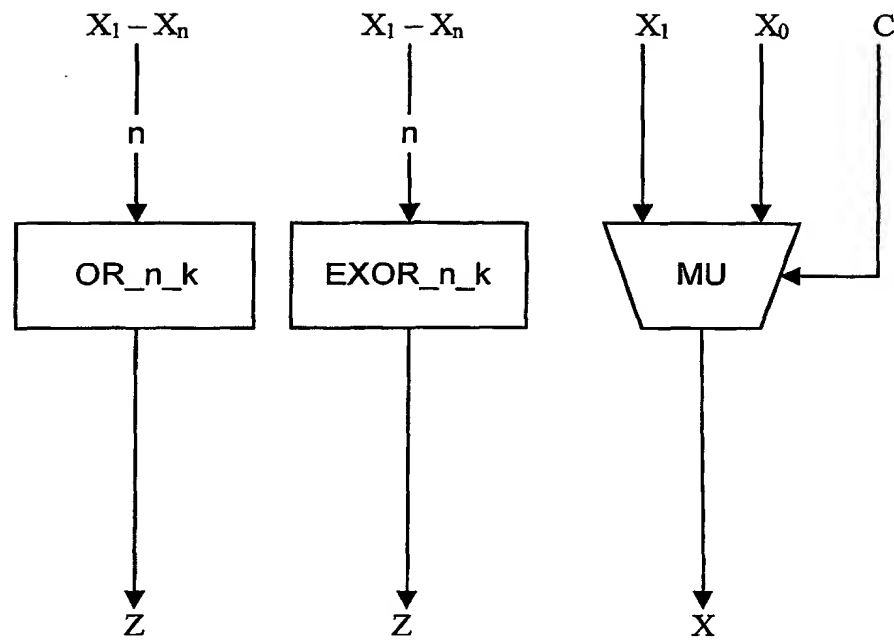 X₁ – Xₙ X₁ – Xₙ X₁ X₀ C
n n
OR_n_k EXOR_n_k MU
Z Z X